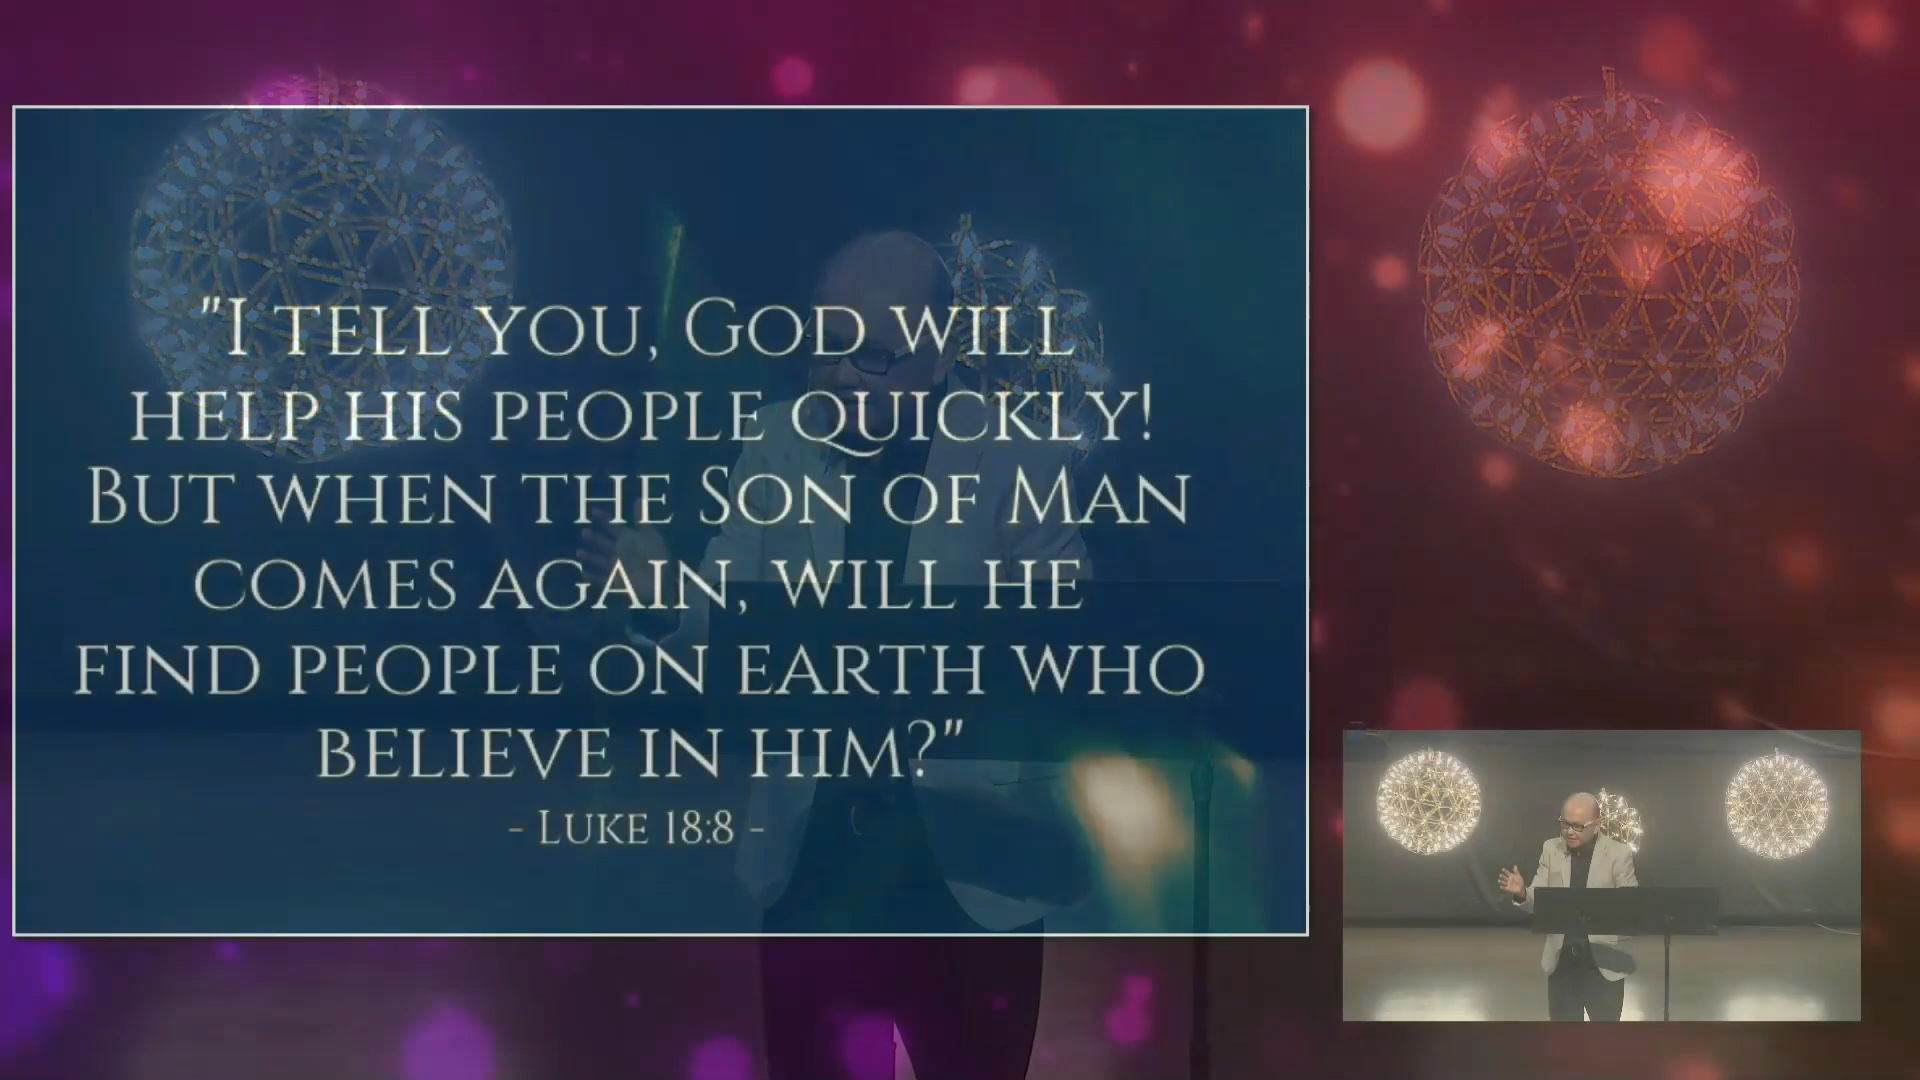 "I tell you, God will
help his people quickly!
But when the Son of Man
comes again, will he
find people on earth who
believe in him?"
- Luke 18:8 -